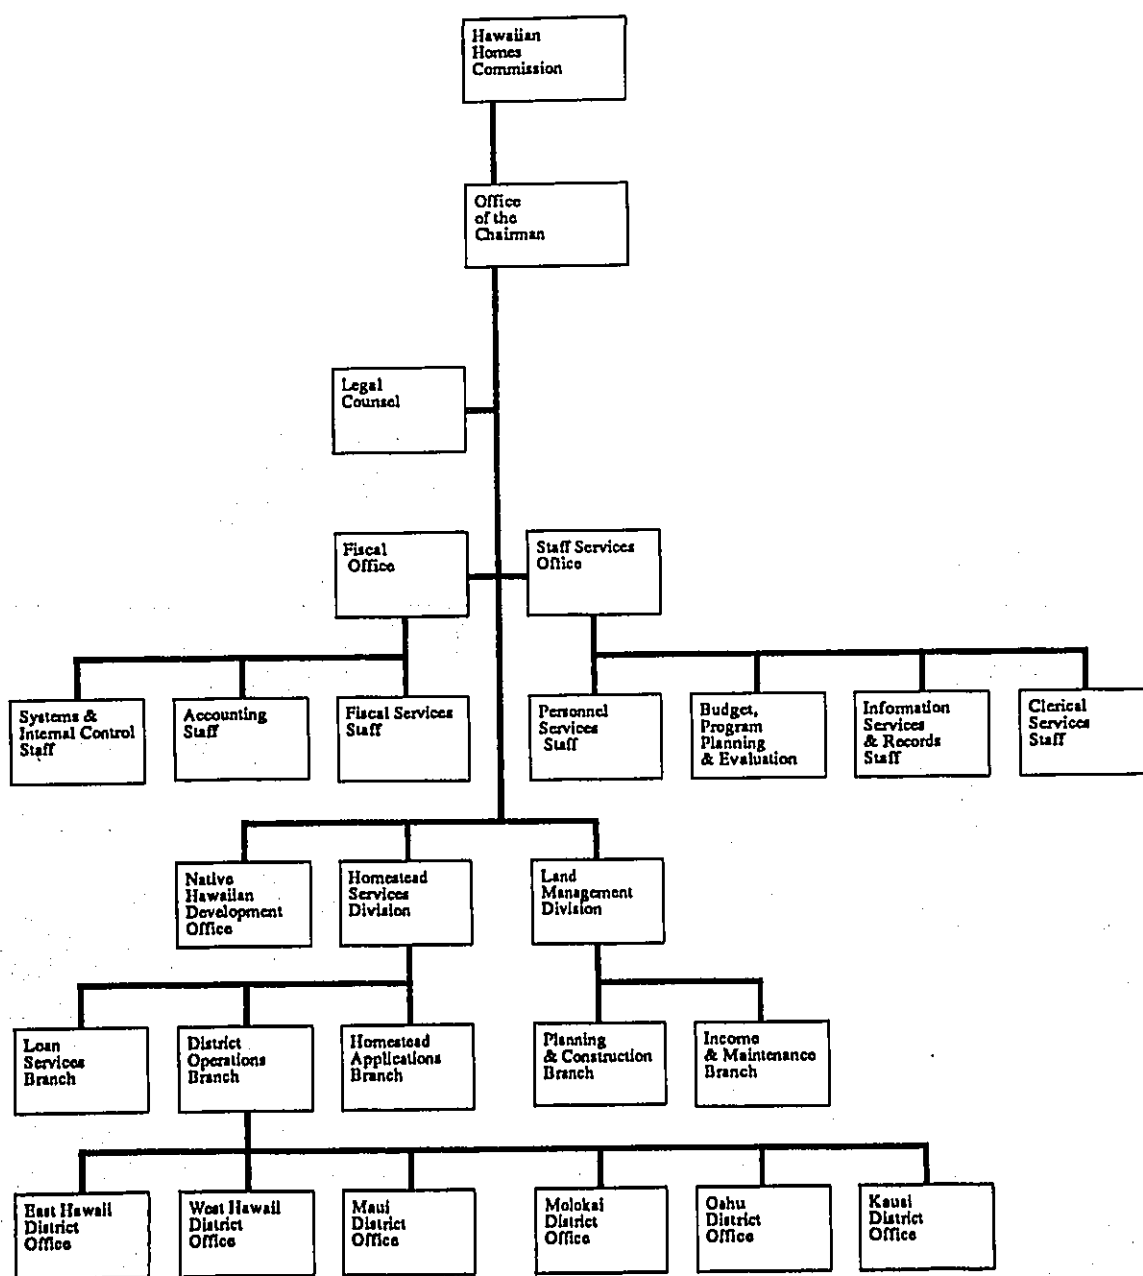 Hawaiian
Homes
Commission
Office
of the
Chairman
Legal
Counsel
Fiscal
Office
Staff Services
Office
Systems &
Internal Control
Staff
Accounting
Staff
Fiscal Services
Staff
Personnel
Services
Staff
Budget,
Program
Planning
& Evaluation
Information
Services
& Records
Staff
Clerical
Services
Staff
Native
Hawaiian
Development
Office
Homestead
Services
Division
Land
Management
Division
Loan
Services
Branch
District
Operations
Branch
Homestead
Applications
Branch
Planning
& Construction
Branch
Income
& Maintenance
Branch
East Hawaii
District
Office
West Hawaii
District
Office
Maui
District
Office
Molokai
District
Office
Oahu
District
Office
Kauai
District
Office